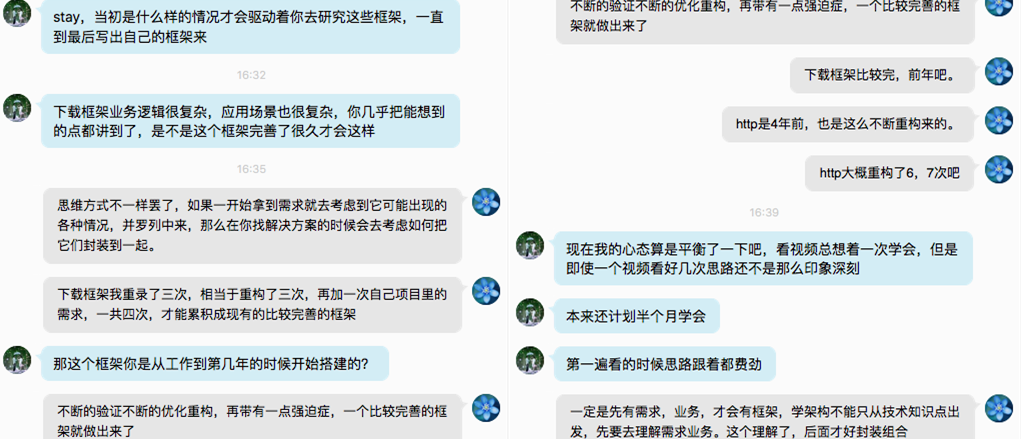 stay，当初是什么样的情况才会驱动着你去研究这些框架，一直
到最后写出自己的框架来
16:32
下载框架业务逻辑很复杂，应用场景也很复杂，你几乎把能想到
的点都讲到了，是不是这个框架完善了很久才会这样
16:35
思维方式不一样罢了，如果一开始拿到需求就去考虑到它可能出现的
各种情况，并罗列中来，那么在你找解决方案的时候会去考虑如何把
它们封装到一起。
下载框架我重录了三次，相当于重构了三次，再加一次自己项目里的
需求，一共四次，才能累积成现有的比较完善的框架
那这个框架你是从工作到第几年的时候开始搭建的？
不断的验证不断的优化重构，再带有一点强迫症，一个比较完善的框
架就做出来了
不断的验证不断的优化重构，再带有一点强迫症，一个比较完善的框
架就做出来了
下载框架比较完，前年吧。
http是4年前，也是这么不断重构来的。
http大概重构了6，7次吧
16:39
现在我的心态算是平衡了一下吧，看视频总想着一次学会，但是
即使一个视频看好几次思路还不是那么印象深刻
本来还计划半个月学会
第一遍看的时候思路跟着都费劲
一定是先有需求，业务，才会有框架，学架构不能只从技术知识点出
发，先要去理解需求业务。这个理解了，后面才好封装组合